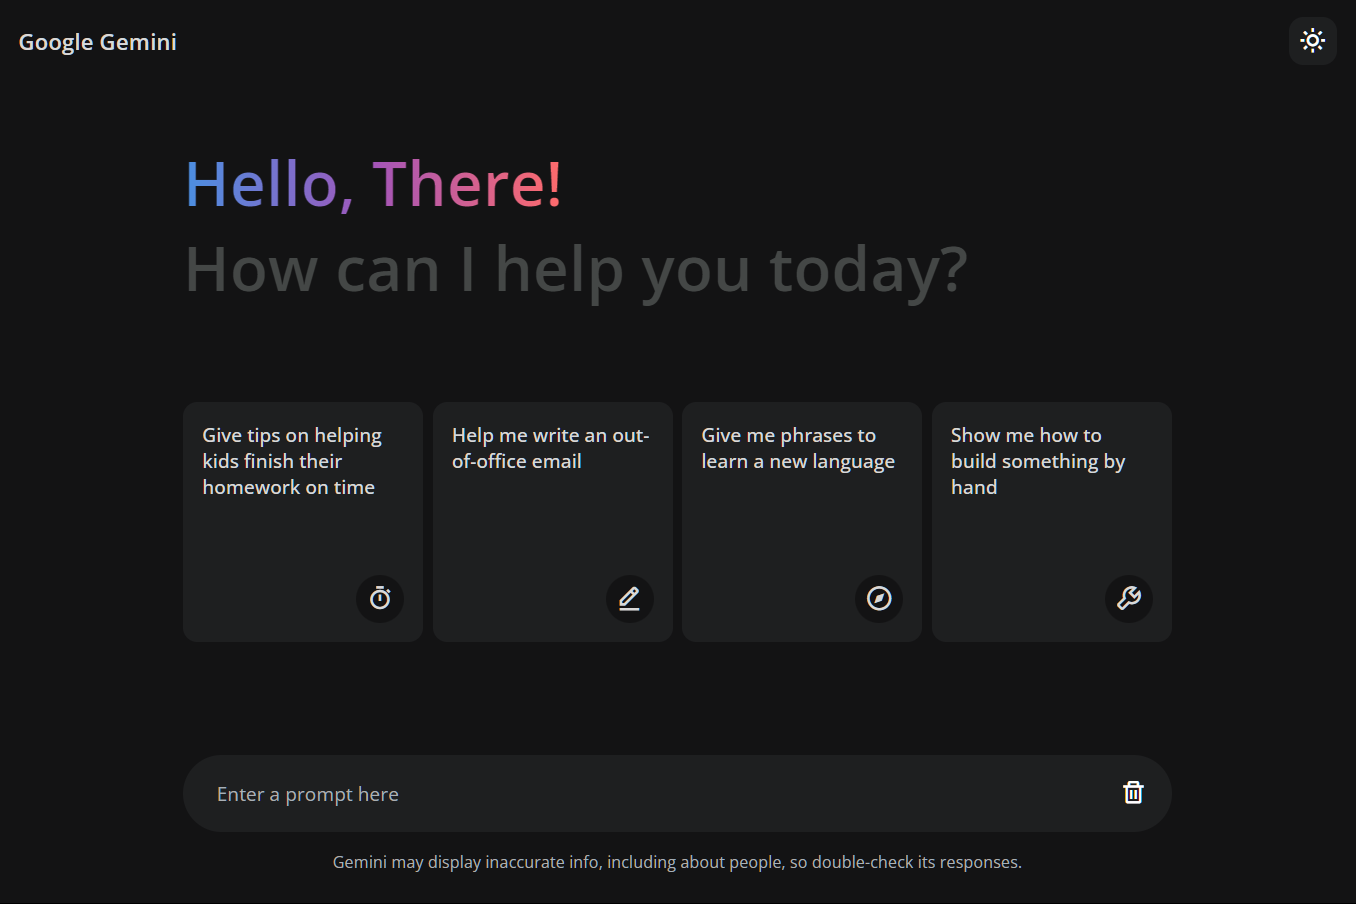 Google Gemini
Hello, There!
How can I help you today?
Give tips on helping
kids finish their
homework on time
Help me write an out-
of-office email
Give me phrases to
learn a new language
Show me how to
build something by
hand
Enter a prompt here
Gemini may display inaccurate info, including about people, so double-check its responses.